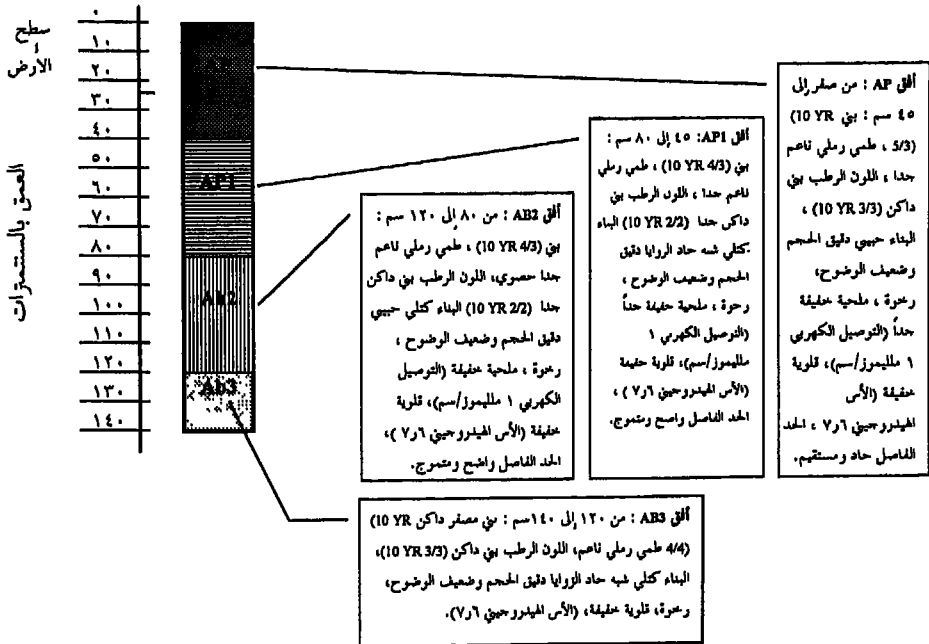 سطح
الأرض
العمق بالسنتمترات
٠
١٠
٢٠
٣٠
٤٠
٥٠
٦٠
٧٠
٨٠
٩٠
١٠٠
١١٠
١٢٠
١٣٠
١٤٠
AP1
Ab2
Ab3
أفق AP : من صفر إلى
٤٥ سم : بني (10 YR
5/3) ، طمي رملي ناعم
جدا ، اللون الرطب بني
داكن (10 YR 3/3) ،
البناء حبيبي دقيق الحجم
وضعيف الوضوح،
رخوة ، ملحية خفيفة
جداً (التوصيل الكهربي
١ ملليموز/سم)، قلوية
خفيفة (الأس
الهيدروجيني ٧٫٦ ، الحد
الفاصل حاد ومستقيم.
أفق AP1: ٤٥ إلى ٨٠ سم :
بني (10 YR 4/3) ، طمي رملي
ناعم جدا ، اللون الرطب بني
داكن جدا (10 YR 2/2) البناء
كتلي شبه حاد الزوايا دقيق
الحجم وضعيف الوضوح ،
رخوة ، ملحية خفيفة جداً
(التوصيل الكهربي ١
ملليموز/سم)، قلوية خفيفة
(الأس الهيدروجيني ٧٫٦ ) ،
الحد الفاصل واضح ومتموج.
أفق AB2 : من ٨٠ إلى ١٢٠ سم :
بني (10 YR 4/3) ، طمي رملي ناعم
جدا حصوي، اللون الرطب بني داكن
جدا (10 YR 2/2) البناء كتلي حبيبي
دقيق الحجم وضعيف الوضوح ،
رخوة ، ملحية خفيفة (التوصيل
الكهربي ١ ملليموز/سم)، قلوية
خفيفة (الأس الهيدروجيني ٧٫٦ )،
الحد الفاصل واضح ومتموج.
أفق AB3 : من ١٢٠ إلى ١٤٠سم : بني مصفر داكن (10 YR
4/4) طمي رملي ناعم، اللون الرطب بني داكن (10 YR 3/3)،
البناء كتلي شبه حاد الزوايا دقيق الحجم وضعيف الوضوح،
رخوة، قلوية خفيفة، (الأس الهيدروجيني ٧٫٦).